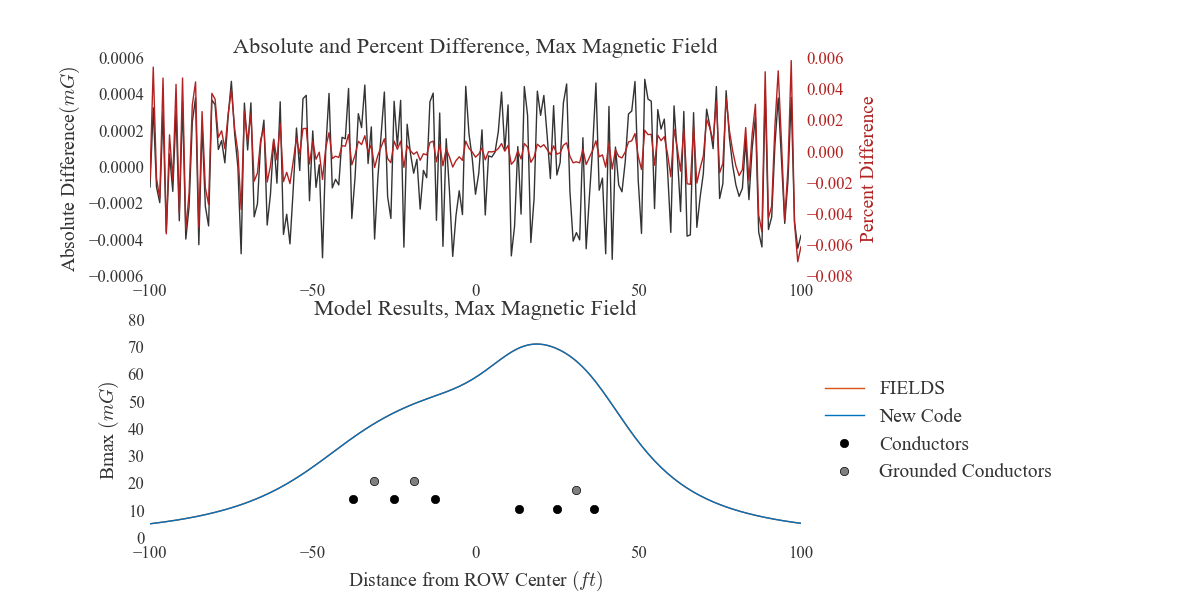 Absolute and Percent Difference, Max Magnetic Field
Absolute Difference(mG)
0.0006
0.0004
0.0002
0.0000
−0.0002
−0.0004
−0.0006
0.006
0.004
0.002
0.000
−0.002
−0.004
−0.006
−0.008
Percent Difference
−100 −50 0 50 100
Model Results, Max Magnetic Field
Bmax (mG)
80
70
60
50
40
30
20
10
0
−100 −50 0 50 100
Distance from ROW Center (ft)
FIELDS
New Code
Conductors
Grounded Conductors